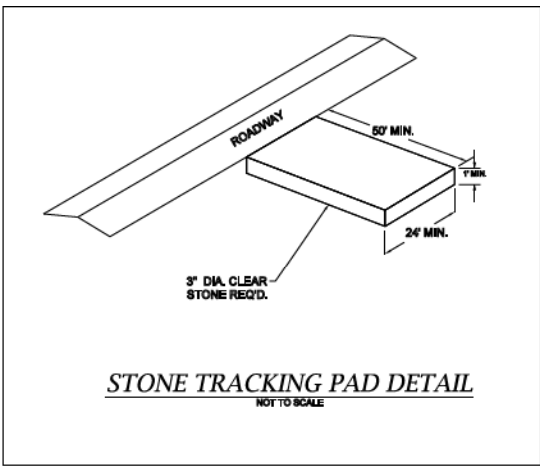 ROADWAY
50' MIN.
1' MIN.
24' MIN.
3" DIA. CLEAR
STONE REQ'D.
STONE TRACKING PAD DETAIL
NOT TO SCALE